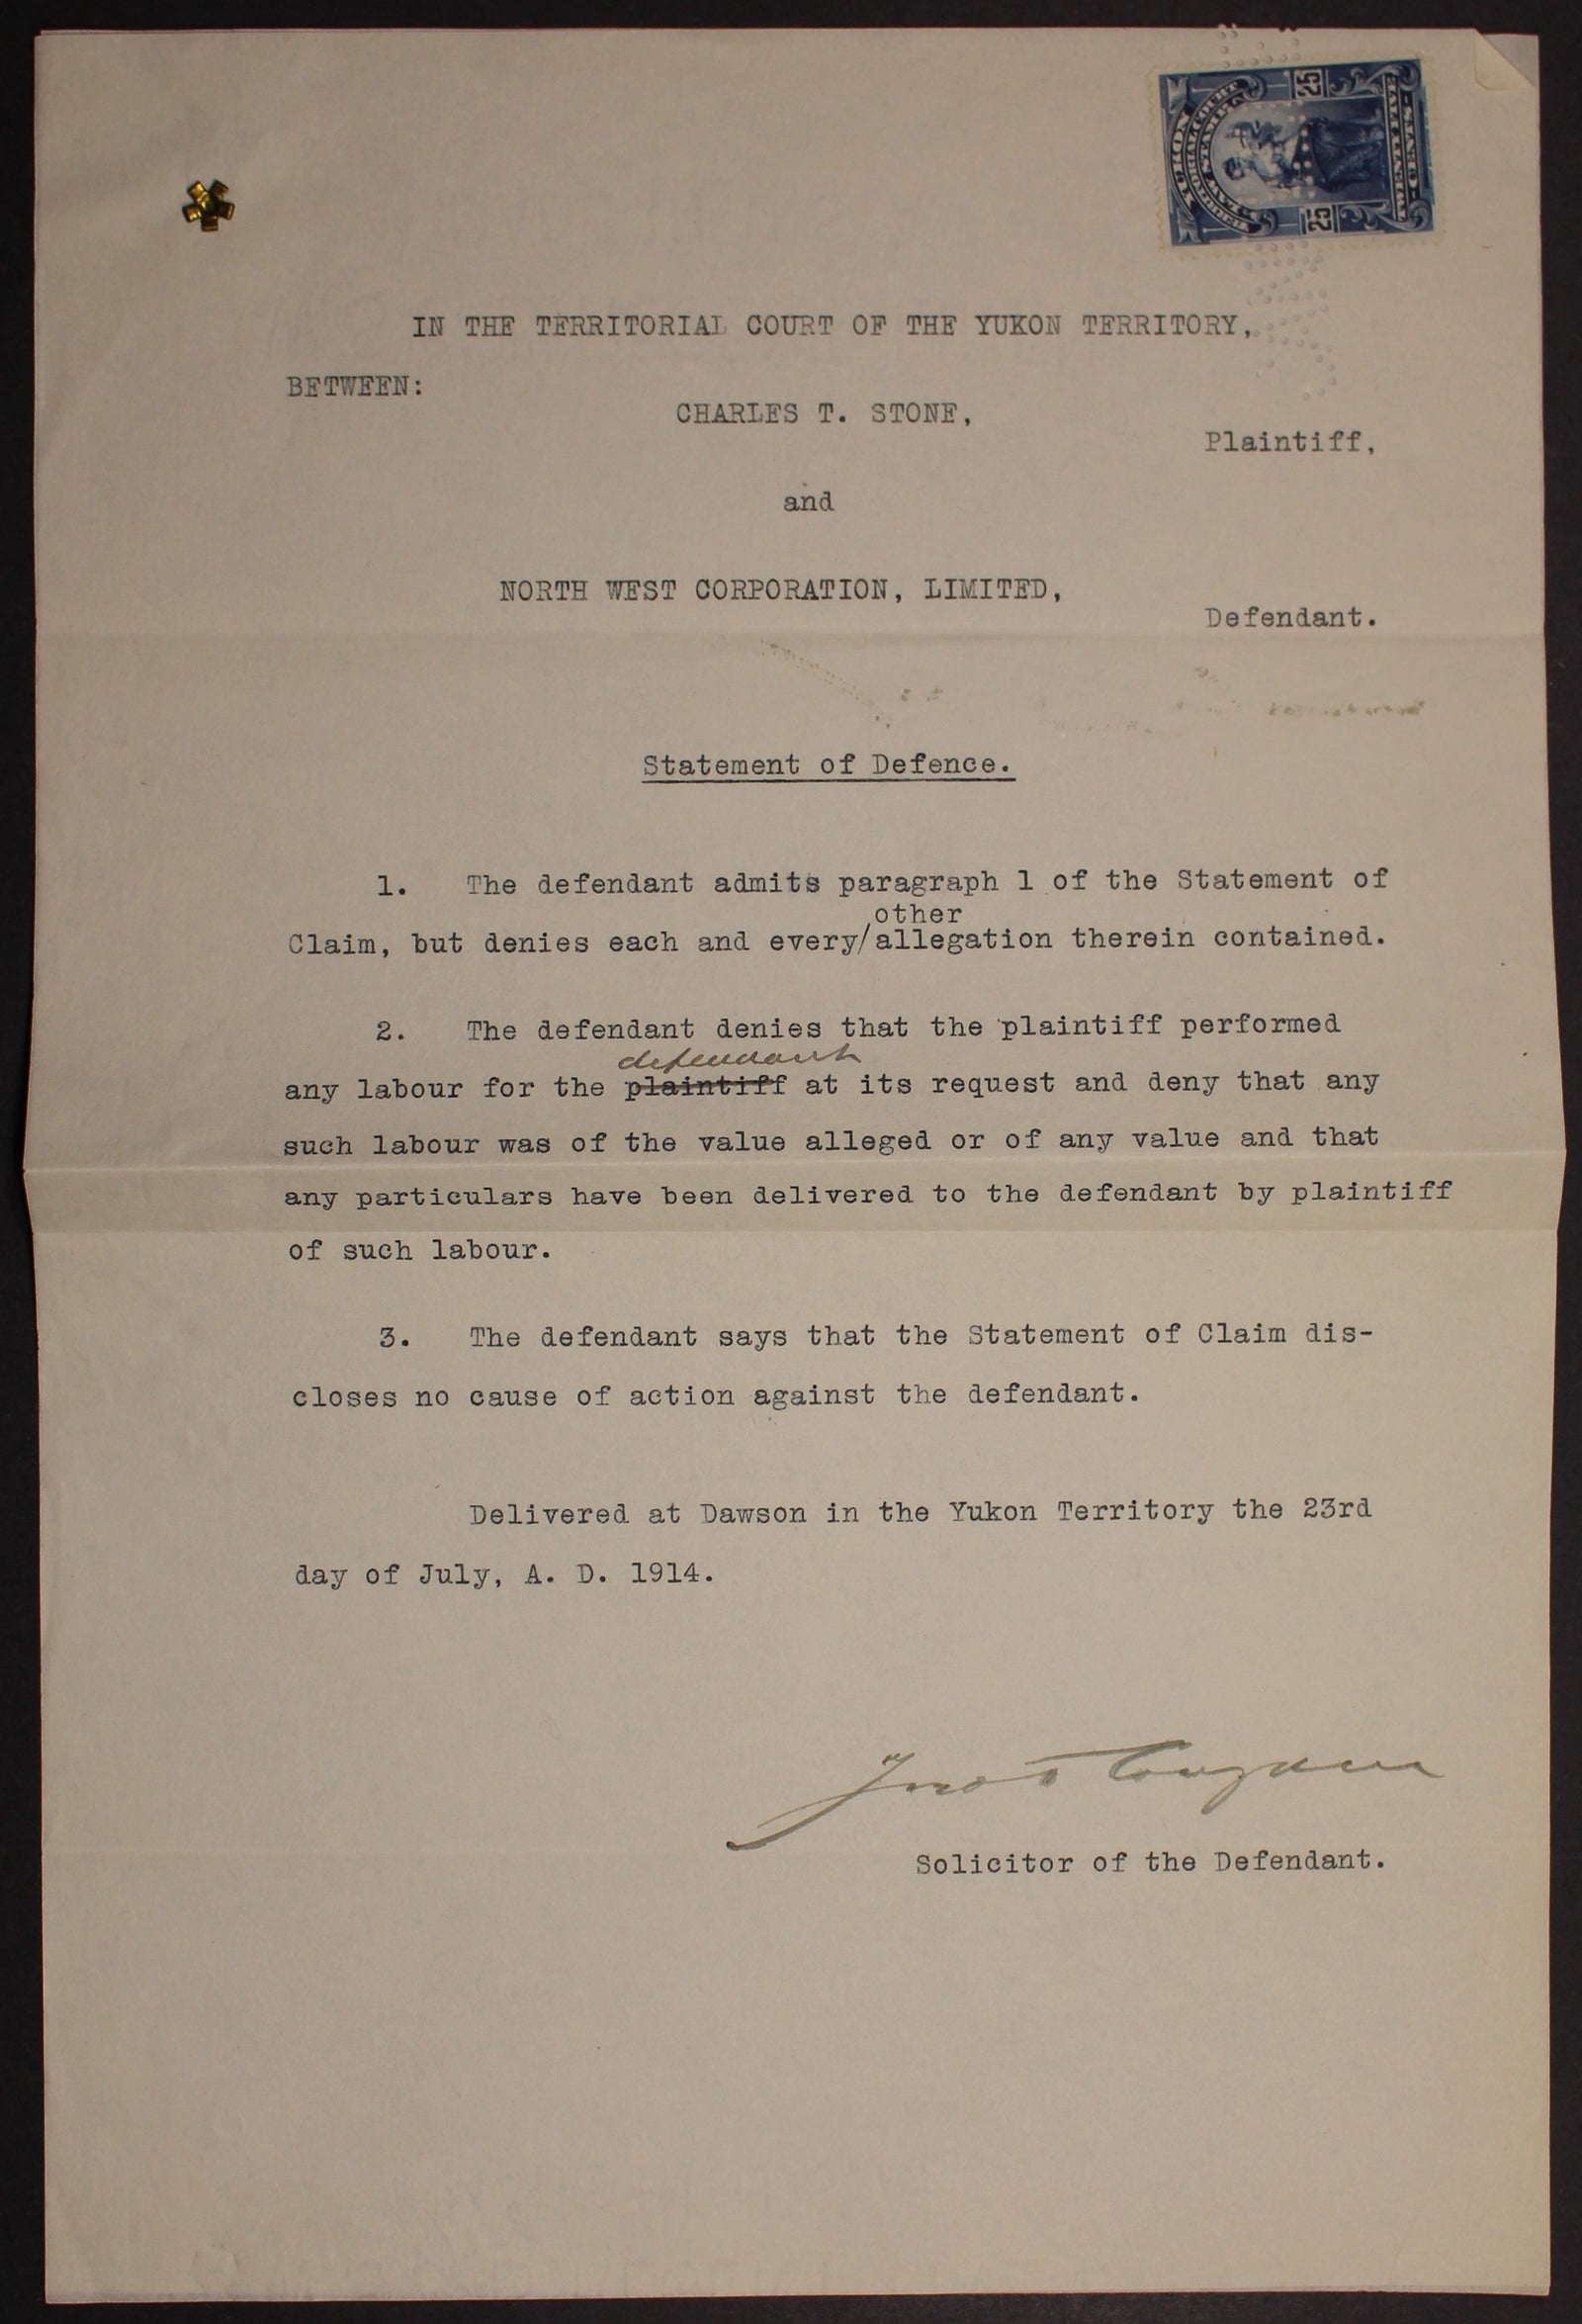 YUKON
25 25
TWENTY-FIVE
CENTS
IN THE TERRITORIAL COURT OF THE YUKON TERRITORY,
BETWEEN:
CHARLES T. STONE,
Plaintiff,
and
NORTH WEST CORPORATION, LIMITED,
Defendant.
Statement of Defence.
1. The defendant admits paragraph 1 of the Statement of
other
Claim, but denies each and every/allegation therein contained.
2. The defendant denies that the plaintiff performed
defendant
any labour for the plaintiff at its request and deny that any
such labour was of the value alleged or of any value and that
any particulars have been delivered to the defendant by plaintiff
of such labour.
3. The defendant says that the Statement of Claim dis-
closes no cause of action against the defendant.
Delivered at Dawson in the Yukon Territory the 23rd
day of July, A. D. 1914.
Solicitor of the Defendant.